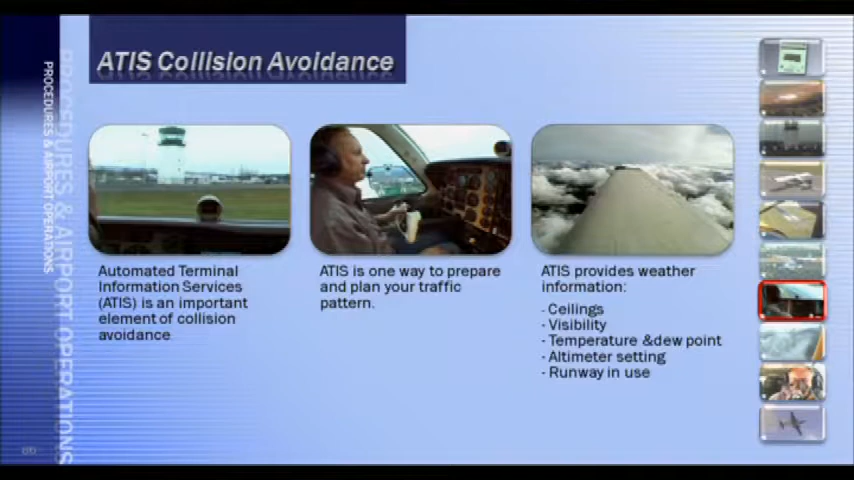 ATIS Collision Avoidance
PROCEDURES & AIRPORT OPERATIONS
PROCEDURES & AIRPORT OPERATIONS
Automated Terminal
Information Services
(ATIS) is an important
element of collision
avoidance
ATIS is one way to prepare
and plan your traffic
pattern.
ATIS provides weather
information:
- Ceilings
- Visibility
- Temperature &dew point
- Altimeter setting
- Runway in use